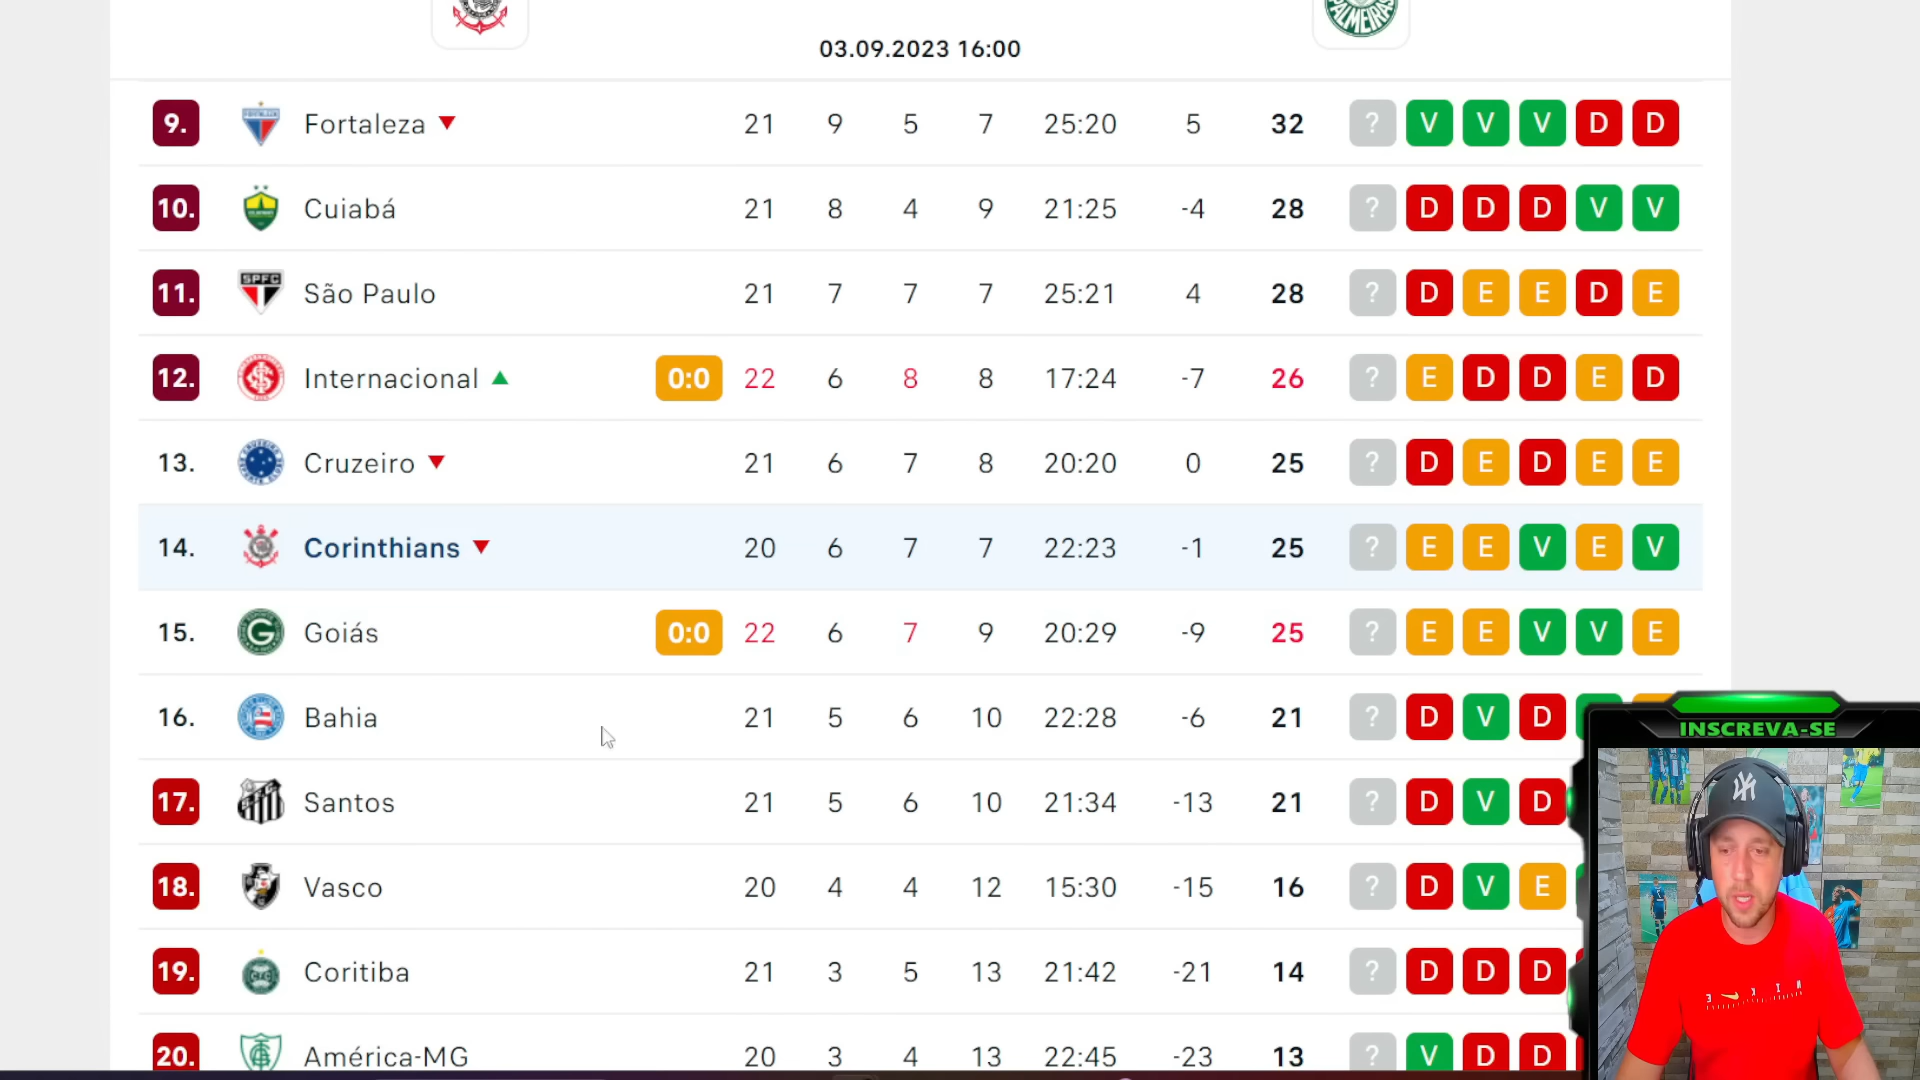 PALMEIRAS
03.09.2023 16:00
9. Fortaleza 21 9 5 7 25:20 5 32 ? V V V D D
10. Cuiabá 21 8 4 9 21:25 -4 28 ? D D D V V
SPFC
11. São Paulo 21 7 7 7 25:21 4 28 ? D E E D E
12. Internacional 0:0 22 6 8 8 17:24 -7 26 ? E D D E D
13. Cruzeiro 21 6 7 8 20:20 0 25 ? D E D E E
14. Corinthians 20 6 7 7 22:23 -1 25 ? E E V E V
15. G Goiás 0:0 22 6 7 9 20:29 -9 25 ? E E V V E
16. Bahia 21 5 6 10 22:28 -6 21 ? D V D
INSCREVA-SE
17. Santos 21 5 6 10 21:34 -13 21 ? D V D
18. Vasco 20 4 4 12 15:30 -15 16 ? D V E
19. Coritiba 21 3 5 13 21:42 -21 14 ? D D D
20. América-MG 20 3 4 13 22:45 -23 13 ? V D D
NIKE